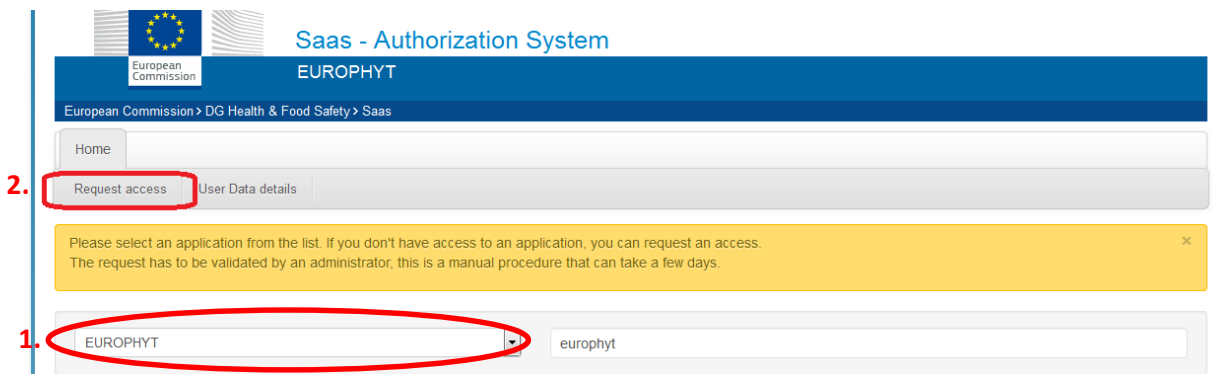 Saas - Authorization System
European
Commission
EUROPHYT
European Commission > DG Health & Food Safety > Saas
Home
2.
Request access
User Data details
Please select an application from the list. If you don't have access to an application, you can request an access.
×
The request has to be validated by an administrator, this is a manual procedure that can take a few days.
1.
EUROPHYT
europhyt